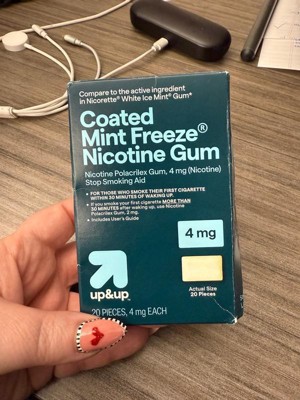 Compare to the active ingredient
in Nicorette® White Ice Mint® Gum*
Coated
Mint Freeze®
Nicotine Gum
Nicotine Polacrilex Gum, 4 mg (Nicotine)
Stop Smoking Aid
• FOR THOSE WHO SMOKE THEIR FIRST CIGARETTE
WITHIN 30 MINUTES OF WAKING UP.
• If you smoke your first cigarette MORE THAN
30 MINUTES after waking up, use Nicotine
Polacrilex Gum, 2 mg.
• Includes User's Guide
4 mg
Actual Size
20 Pieces
up&up
20 PIECES, 4 mg EACH